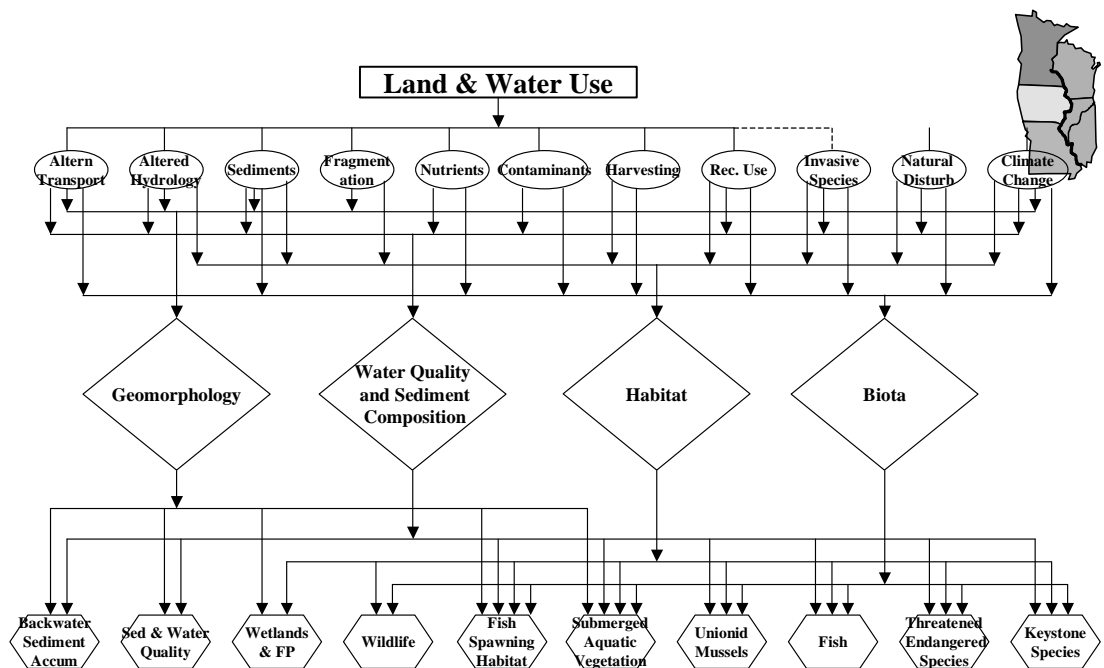 Land & Water Use
Altern
Transport
Altered
Hydrology
Sediments
Fragment
ation
Nutrients
Contaminants
Harvesting
Rec. Use
Invasive
Species
Natural
Disturb
Climate
Change
Geomorphology
Water Quality
and Sediment
Composition
Habitat
Biota
Backwater
Sediment
Accum
Sed & Water
Quality
Wetlands
& FP
Wildlife
Fish
Spawning
Habitat
Submerged
Aquatic
Vegetation
Unionid
Mussels
Fish
Threatened
Endangered
Species
Keystone
Species